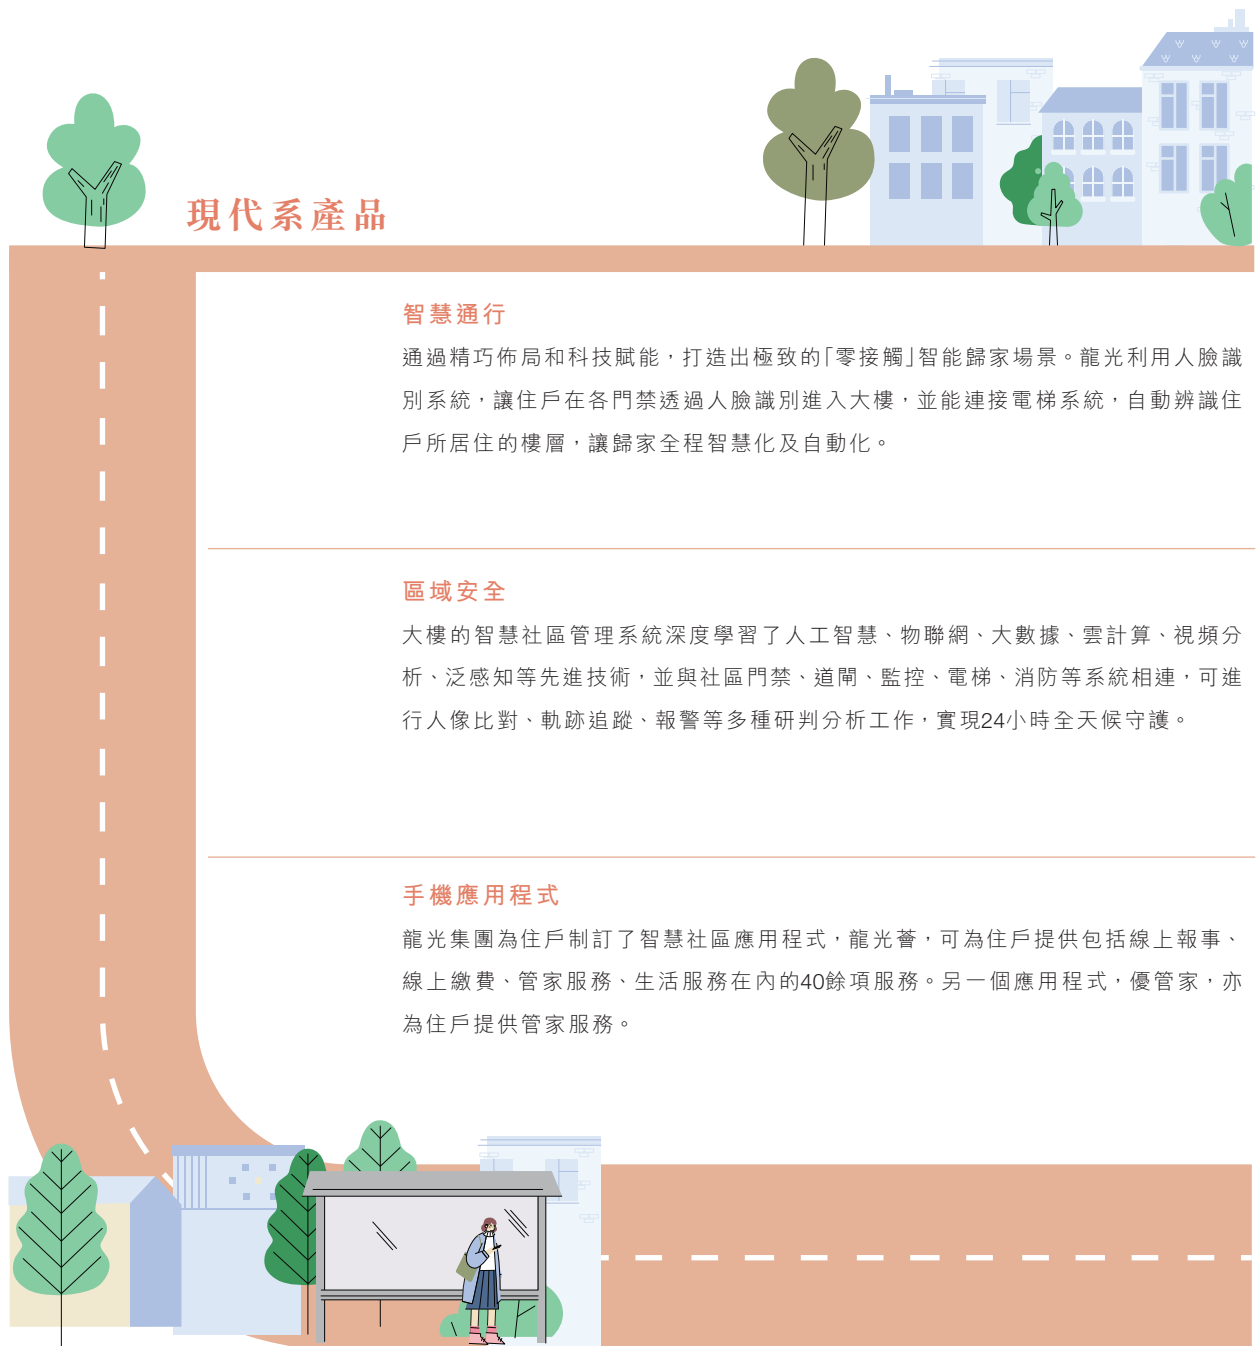 現代系產品
智慧通行
通過精巧佈局和科技賦能，打造出極致的「零接觸」智能歸家場景。龍光利用人臉識
別系統，讓住戶在各門禁透過人臉識別進入大樓，並能連接電梯系統，自動辨識住
戶所居住的樓層，讓歸家全程智慧化及自動化。
區域安全
大樓的智慧社區管理系統深度學習了人工智慧、物聯網、大數據、雲計算、視頻分
析、泛感知等先進技術，並與社區門禁、道閘、監控、電梯、消防等系統相連，可進
行人像比對、軌跡追蹤、報警等多種研判分析工作，實現24小時全天候守護。
手機應用程式
龍光集團為住戶制訂了智慧社區應用程式，龍光薈，可為住戶提供包括線上報事、
線上繳費、管家服務、生活服務在內的40餘項服務。另一個應用程式，優管家，亦
為住戶提供管家服務。